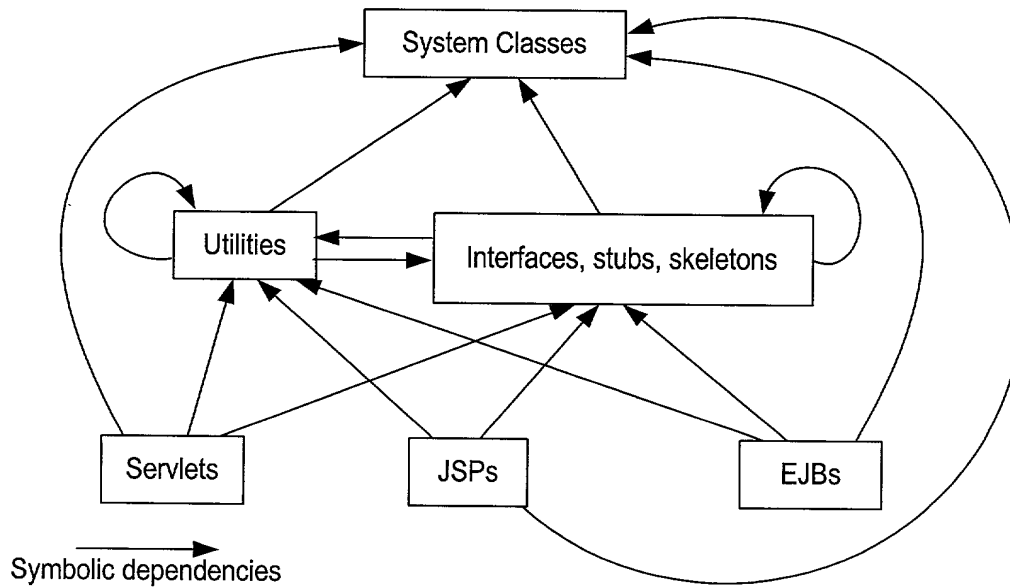 System Classes
Utilities
Interfaces, stubs, skeletons
Servlets
JSPs
EJBs
Symbolic dependencies